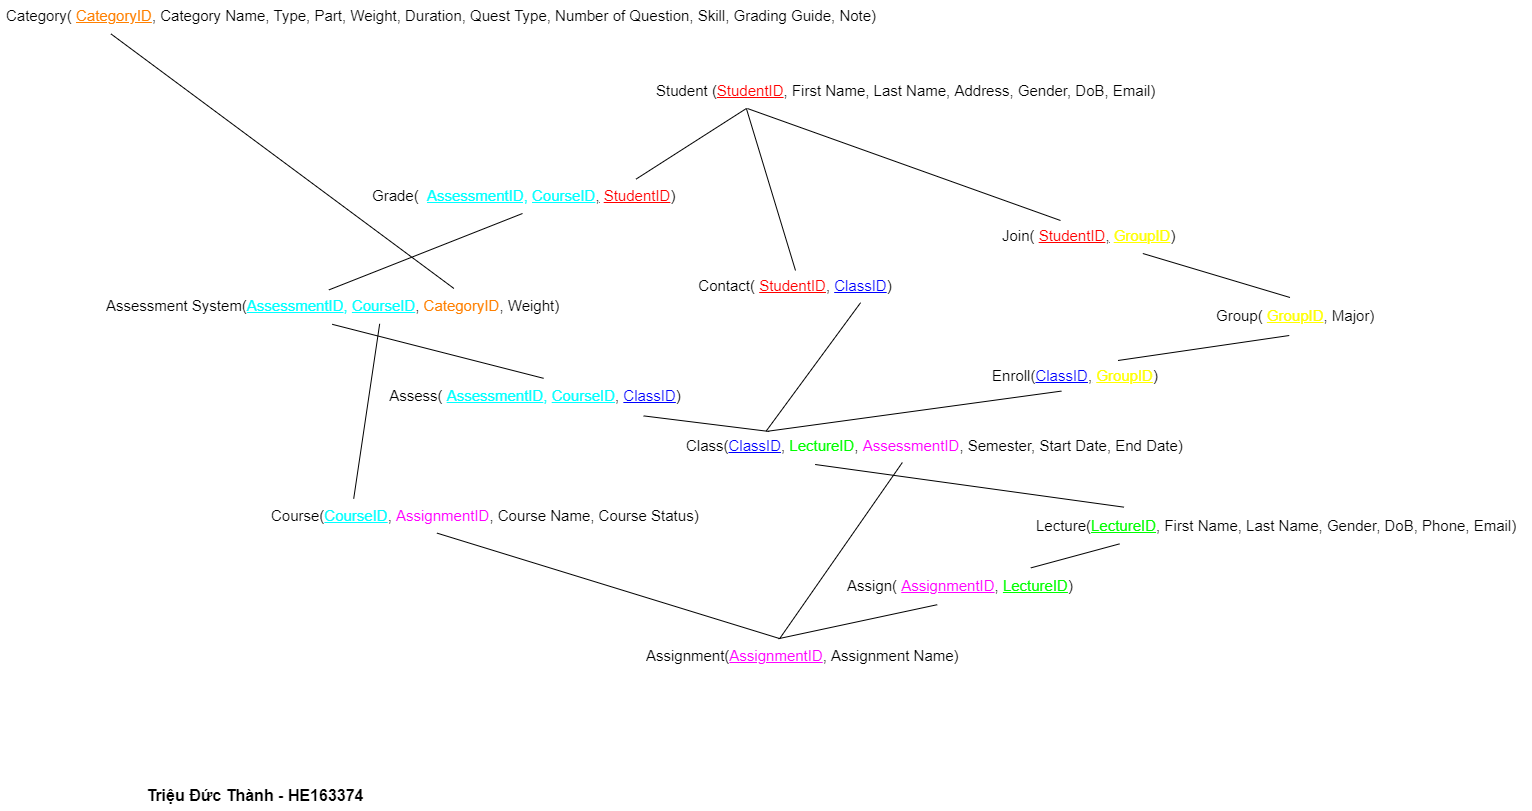 Category( CategoryID, Category Name, Type, Part, Weight, Duration, Quest Type, Number of Question, Skill, Grading Guide, Note)
Student (StudentID, First Name, Last Name, Address, Gender, DoB, Email)
Grade( AssessmentID, CourseID, StudentID)
Join( StudentID, GroupID)
Contact( StudentID, ClassID)
Assessment System(AssessmentID, CourseID, CategoryID, Weight)
Group( GroupID, Major)
Enroll(ClassID, GroupID)
Assess( AssessmentID, CourseID, ClassID)
Class(ClassID, LectureID, AssessmentID, Semester, Start Date, End Date)
Course(CourseID, AssignmentID, Course Name, Course Status)
Lecture(LectureID, First Name, Last Name, Gender, DoB, Phone, Email)
Assign( AssignmentID, LectureID)
Assignment(AssignmentID, Assignment Name)
Triệu Đức Thành - HE163374